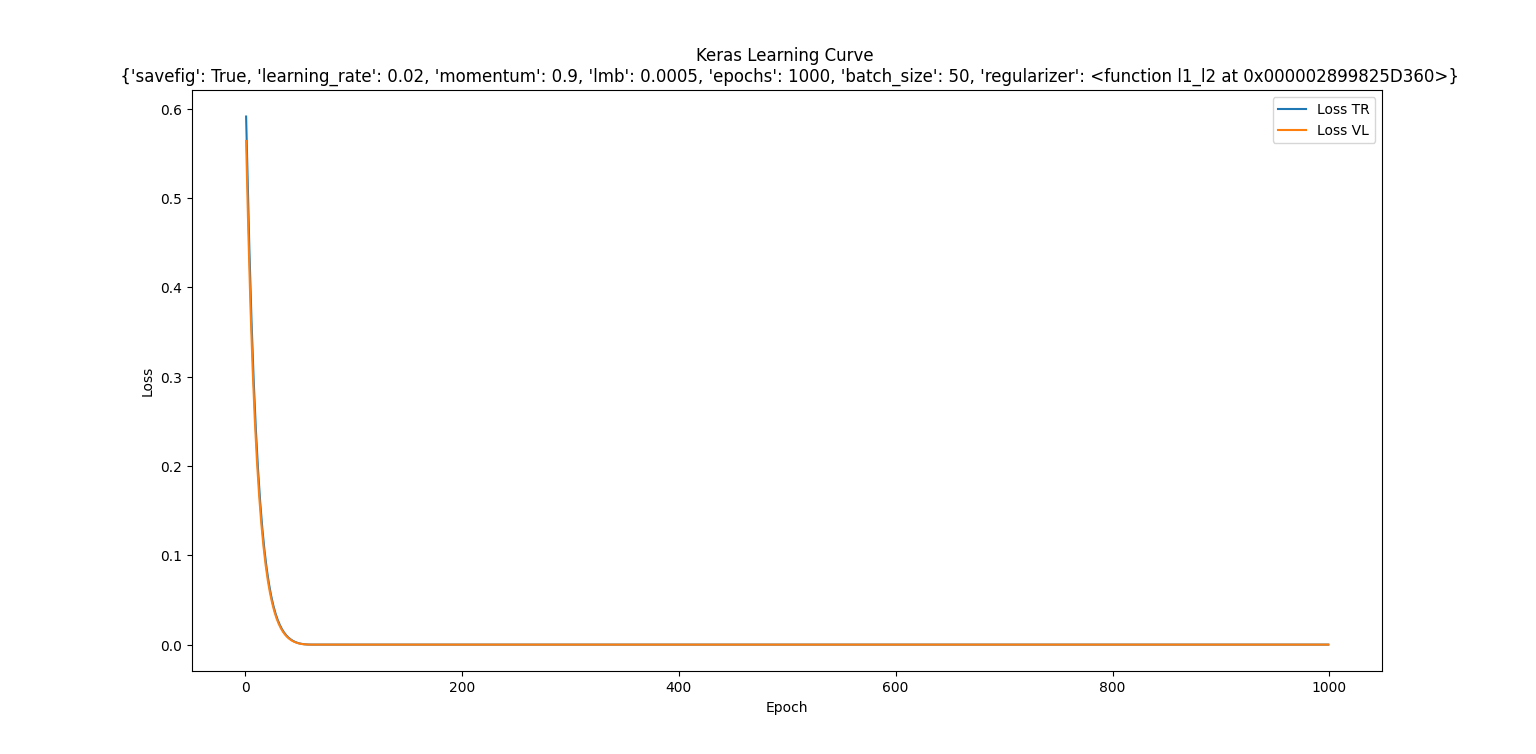 Keras Learning Curve
{'savefig': True, 'learning_rate': 0.02, 'momentum': 0.9, 'lmb': 0.0005, 'epochs': 1000, 'batch_size': 50, 'regularizer': <function l1_l2 at 0x000002899825D360>}
Loss TR
Loss VL
0.6
0.5
0.4
0.3
0.2
0.1
0.0
Loss
0
200
400
600
800
1000
Epoch